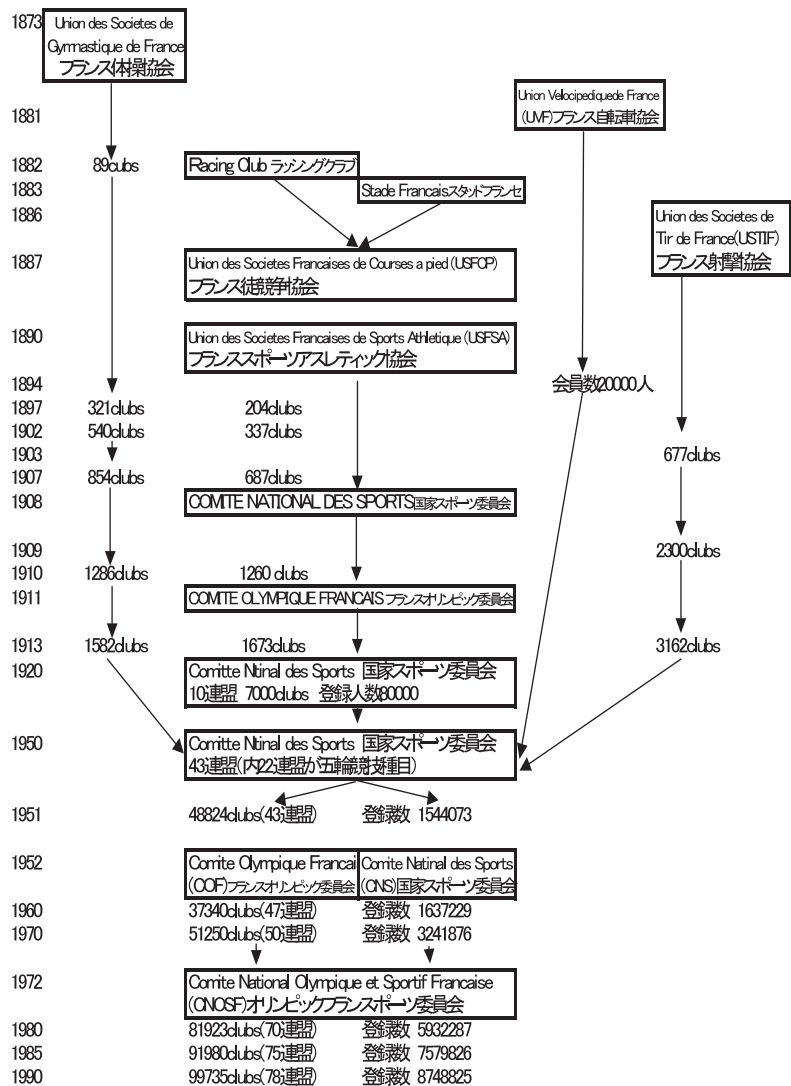 1873
Union des Societes de
Gymnastique de France
フランス体操協会
Union Velocipediquede France
(UVF)フランス自転車協会
1881
1882 89cubs Racing Club ラッシングクラブ
1883 Stade Francaisスタッドフランセ
1886
Union des Societes de
Tir de France(USTIF)
フランス射撃協会
1887
Union des Societes Francaises de Courses a pied (USFCP)
フランス徒競争協会
1890
Union des Societes Francaises de Sports Athletique (USFSA)
フランススポーツアスレティック協会
1894 会員数20000人
1897 321clubs 204clubs
1902 540clubs 337clubs
1903 677clubs
1907 854clubs 687clubs
1908 COMITE NATIONAL DES SPORTS国家スポーツ委員会
1909 2300clubs
1910 1286clubs 1260 clubs
1911 COMITE OLYMPIQUE FRANCAIS フランスオリンピック委員会
1913 1582clubs 1673clubs 3162clubs
1920 Comitte Ntinal des Sports 国家スポーツ委員会
10連盟 7000clubs 登録人数80000
1950 Comitte Ntinal des Sports 国家スポーツ委員会
43連盟(内22連盟が五輪競技種目)
1951 48824clubs(43連盟) 登録数 1544073
1952 Comite Olympique Francai Comite Natinal des Sports
(COF)フランスオリンピック委員会 (CNS)国家スポーツ委員会
1960 37340clubs(47連盟) 登録数 1637229
1970 51250clubs(50連盟) 登録数 3241876
1972 Comite National Olympique et Sportif Francaise
(CNOSF)オリンピックフランスポーツ委員会
1980 81923clubs(70連盟) 登録数 5932287
1985 91980clubs(75連盟) 登録数 7579826
1990 99735clubs(78連盟) 登録数 8748825